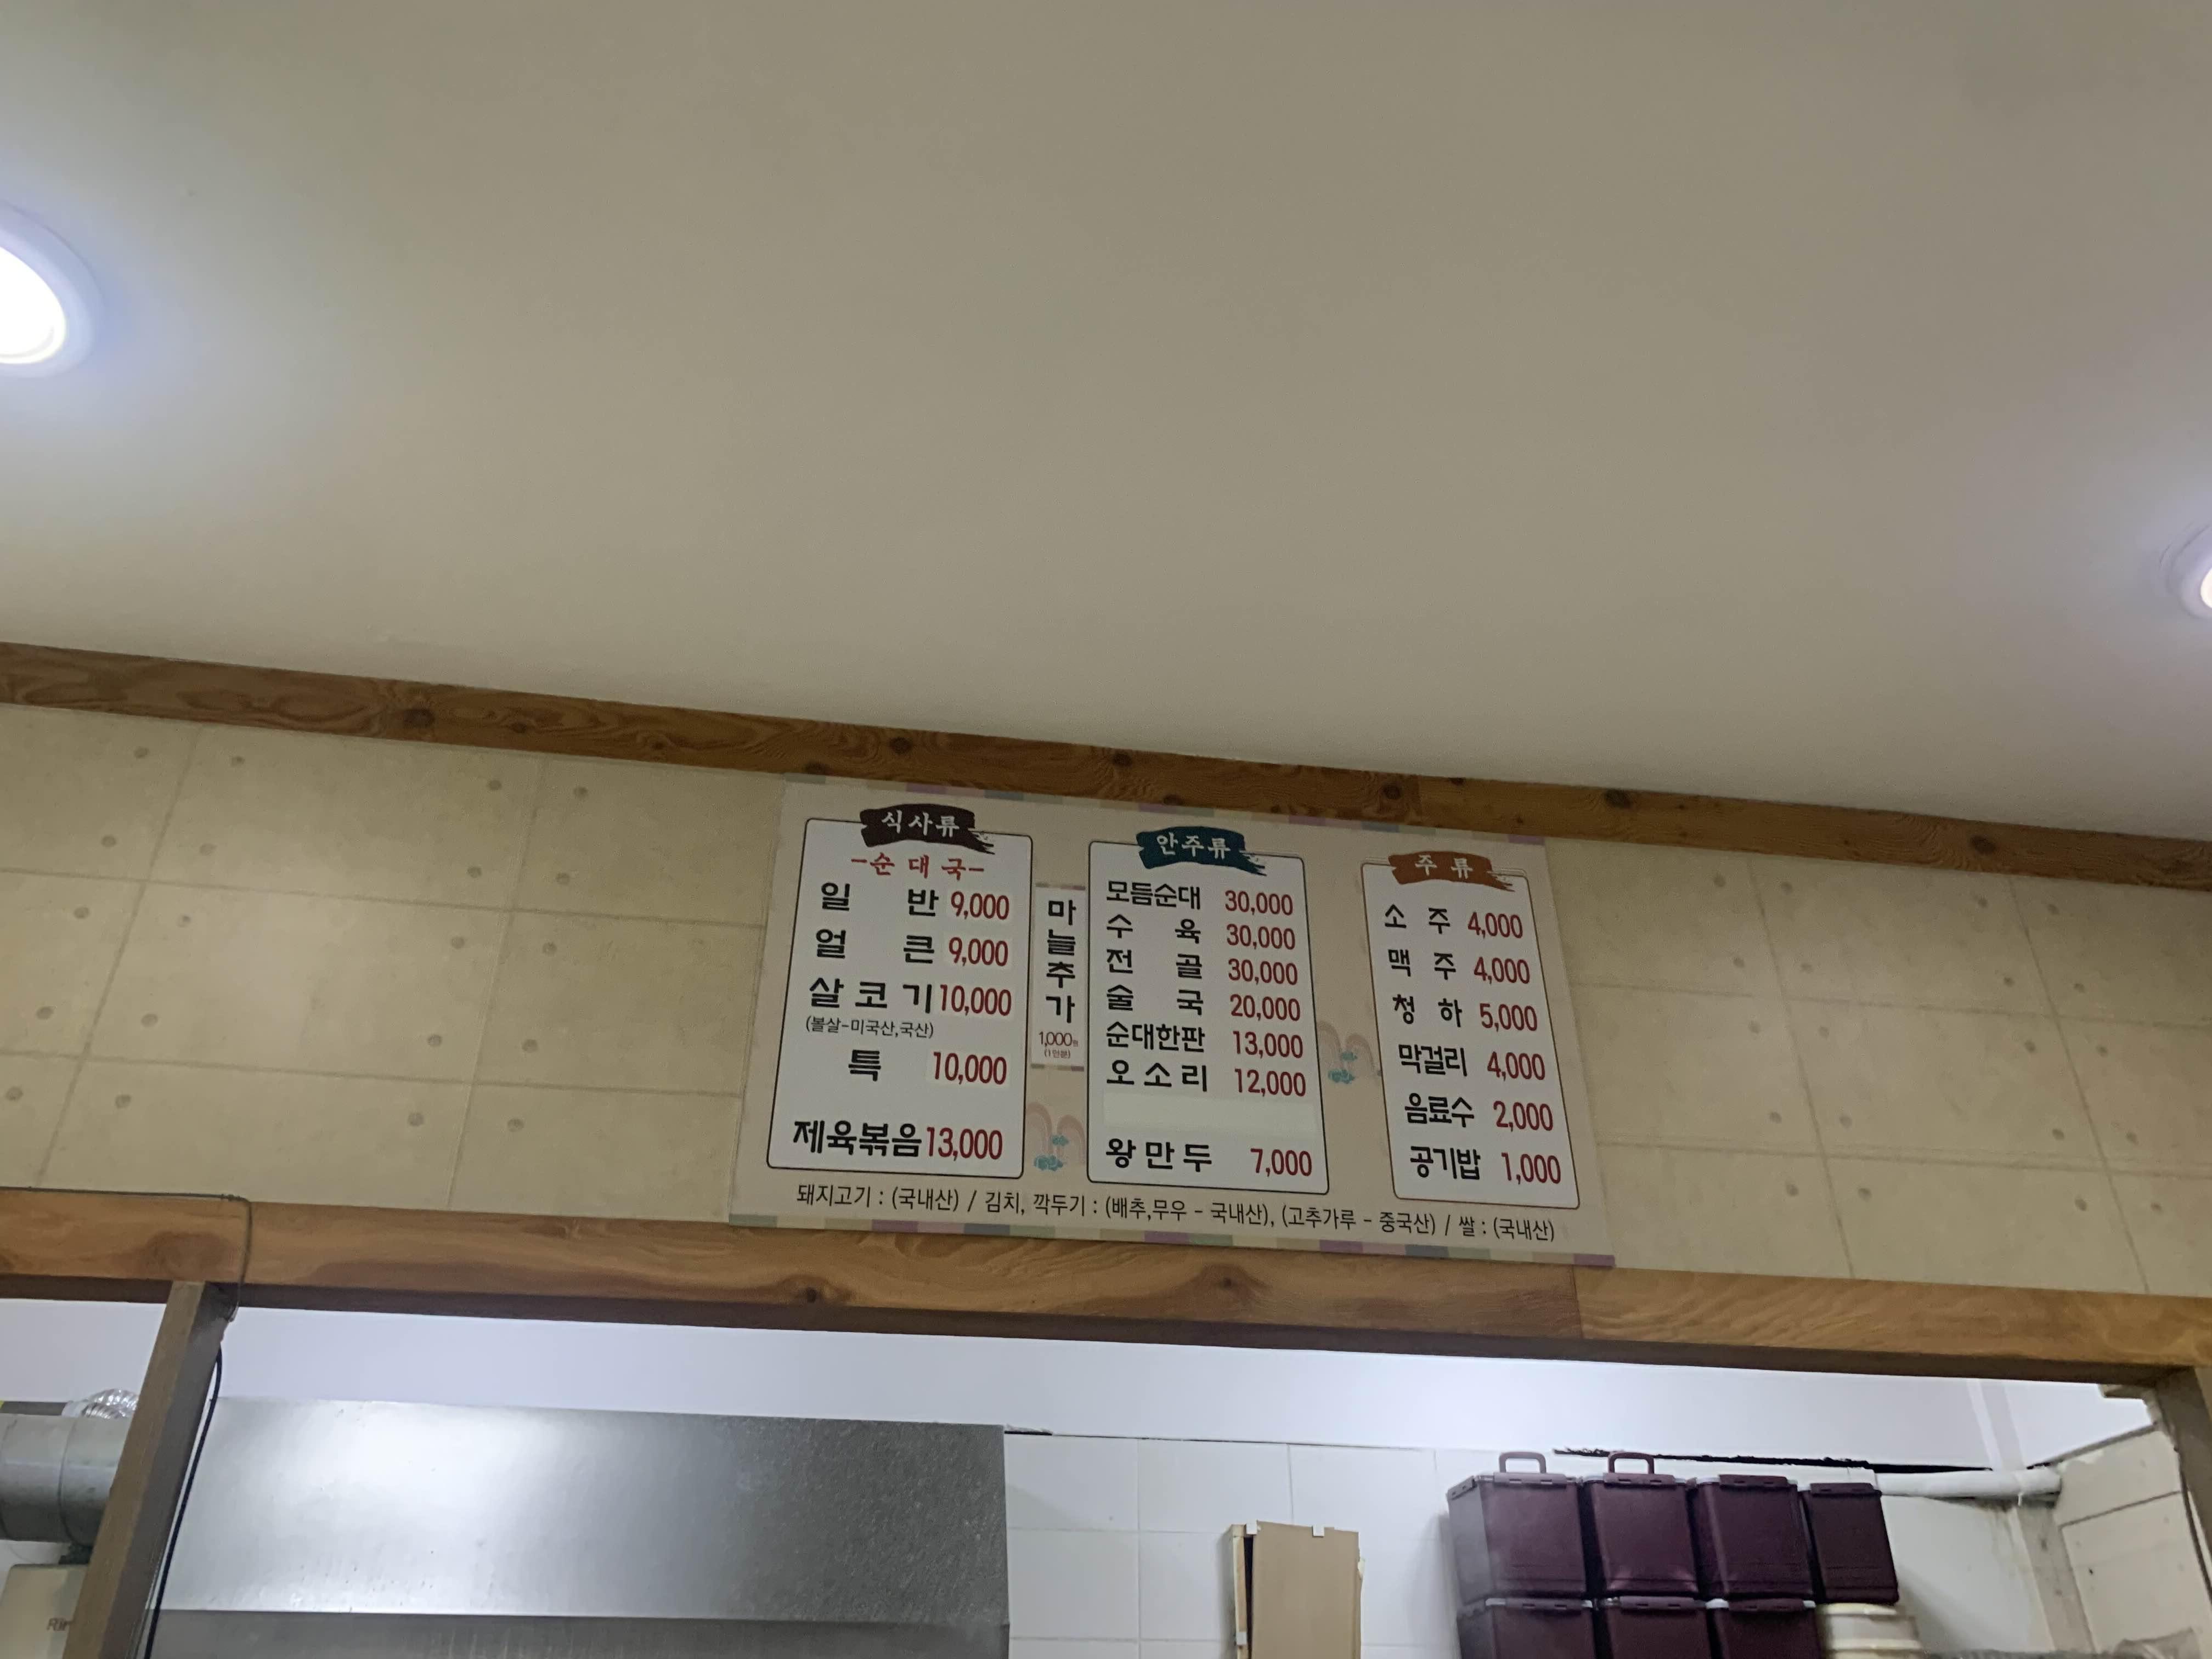 식사류
-순대국-
일반 9,000
얼큰 9,000
살코기 10,000
(볼살-미국산,국산)
특 10,000
제육볶음 13,000
마늘추가
1,000원
(1인분)
안주류
모듬순대 30,000
수육 30,000
전골 30,000
술국 20,000
순대한판 13,000
오소리 12,000
왕만두 7,000
주류
소주 4,000
맥주 4,000
청하 5,000
막걸리 4,000
음료수 2,000
공기밥 1,000
돼지고기 : (국내산) / 김치, 깍두기 : (배추,무우 - 국내산), (고추가루 - 중국산) / 쌀 : (국내산)